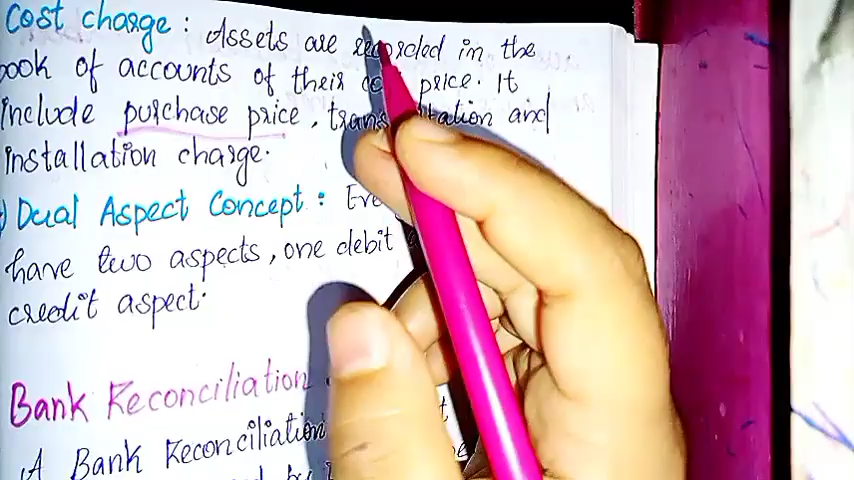 Cost charge: Assets are recorded in the
book of accounts of their price. It
include purchase price, and
installation charge.
Dual Aspect Concept:
have two aspects, one debit
credit aspect.
Bank Reconciliation
A Bank Reconciliation